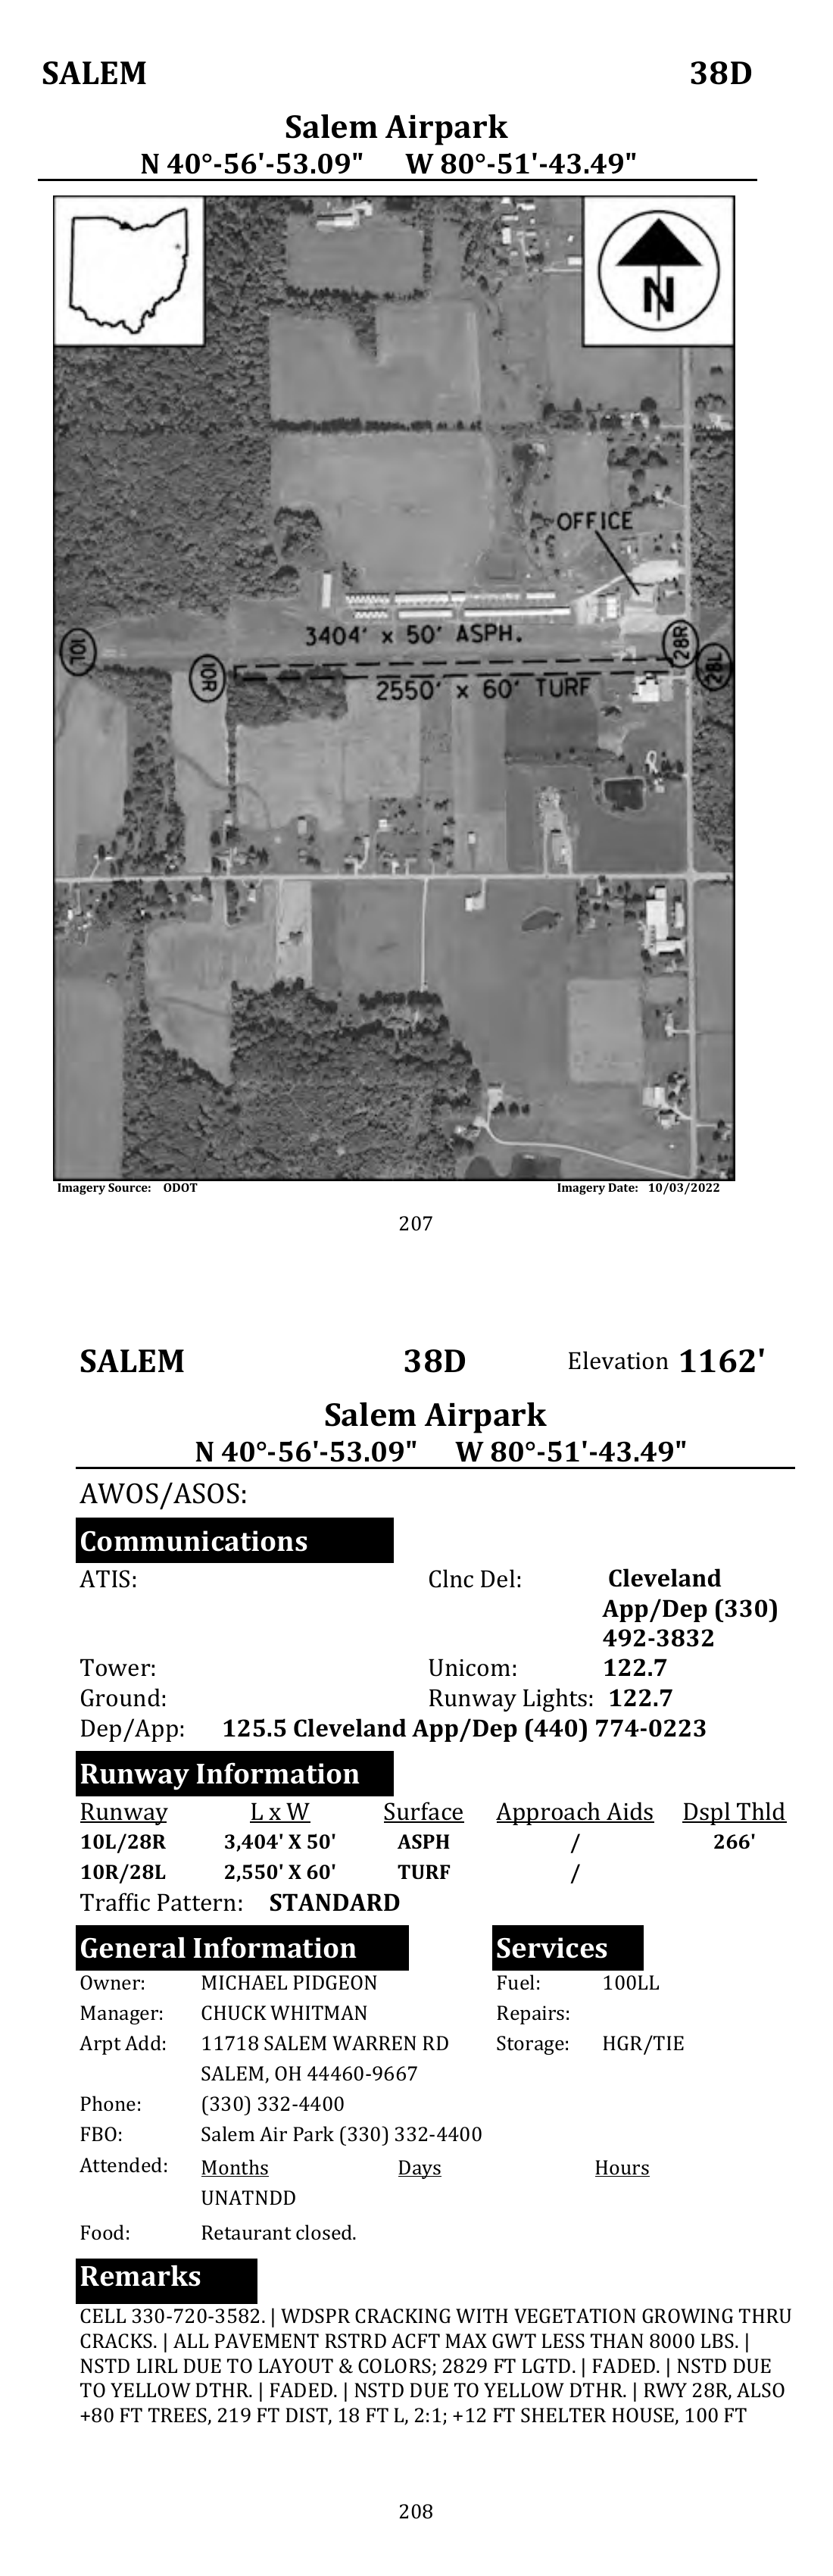 SALEM 38D
Salem Airpark
N 40°-56'-53.09" W 80°-51'-43.49"
N
OFFICE
3404' x 50' ASPH.
10L 28R
10R 28L
2550' x 60' TURF
Imagery Source: ODOT Imagery Date: 10/03/2022
207
SALEM 38D Elevation 1162'
Salem Airpark
N 40°-56'-53.09" W 80°-51'-43.49"
AWOS/ASOS:
Communications
ATIS: Clnc Del: Cleveland
App/Dep (330)
492-3832
Tower: Unicom: 122.7
Ground: Runway Lights: 122.7
Dep/App: 125.5 Cleveland App/Dep (440) 774-0223
Runway Information
Runway L x W Surface Approach Aids Dspl Thld
10L/28R 3,404' X 50' ASPH / 266'
10R/28L 2,550' X 60' TURF /
Traffic Pattern: STANDARD
General Information Services
Owner: MICHAEL PIDGEON Fuel: 100LL
Manager: CHUCK WHITMAN Repairs:
Arpt Add: 11718 SALEM WARREN RD Storage: HGR/TIE
SALEM, OH 44460-9667
Phone: (330) 332-4400
FBO: Salem Air Park (330) 332-4400
Attended: Months Days Hours
UNATNDD
Food: Retaurant closed.
Remarks
CELL 330-720-3582. | WDSPR CRACKING WITH VEGETATION GROWING THRU
CRACKS. | ALL PAVEMENT RSTRD ACFT MAX GWT LESS THAN 8000 LBS. |
NSTD LIRL DUE TO LAYOUT & COLORS; 2829 FT LGTD. | FADED. | NSTD DUE
TO YELLOW DTHR. | FADED. | NSTD DUE TO YELLOW DTHR. | RWY 28R, ALSO
+80 FT TREES, 219 FT DIST, 18 FT L, 2:1; +12 FT SHELTER HOUSE, 100 FT
208